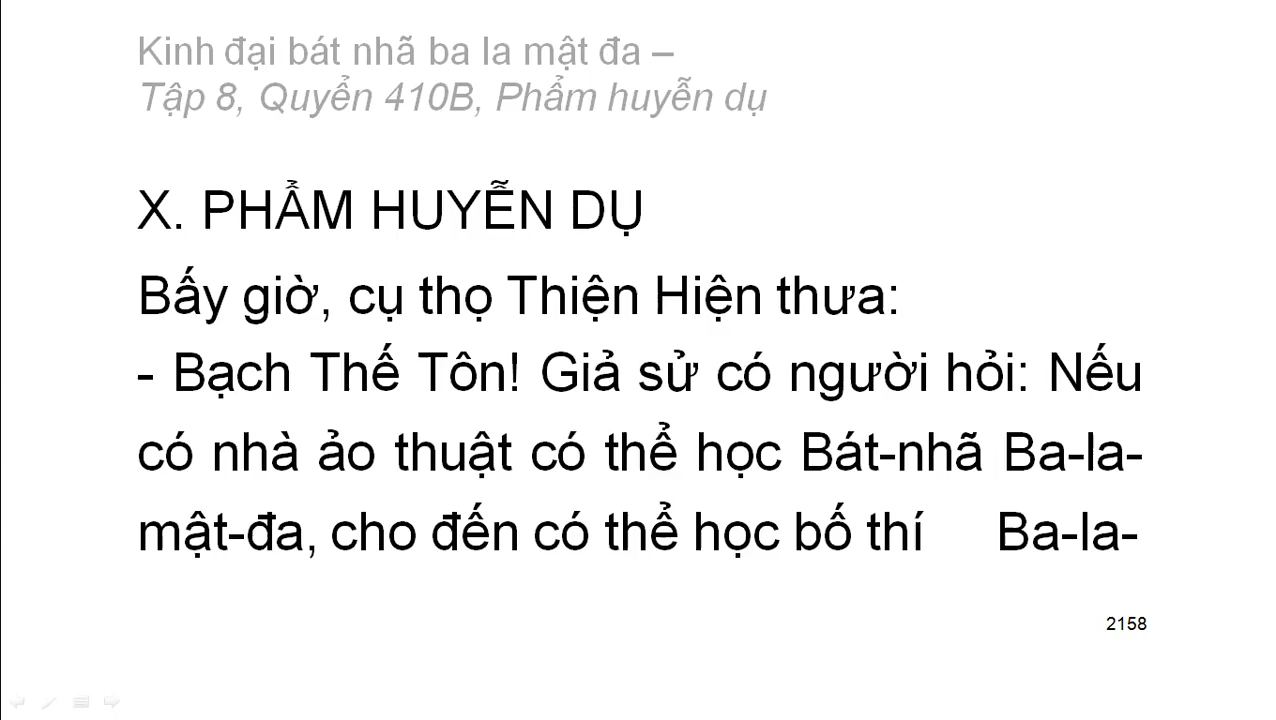 Kinh đại bát nhã ba la mật đa –
Tập 8, Quyển 410B, Phẩm huyễn dụ
X. PHẨM HUYỄN DỤ
Bấy giờ, cụ thọ Thiện Hiện thưa:
- Bạch Thế Tôn! Giả sử có người hỏi: Nếu
có nhà ảo thuật có thể học Bát-nhã Ba-la-
mật-đa, cho đến có thể học bố thí Ba-la-
2158